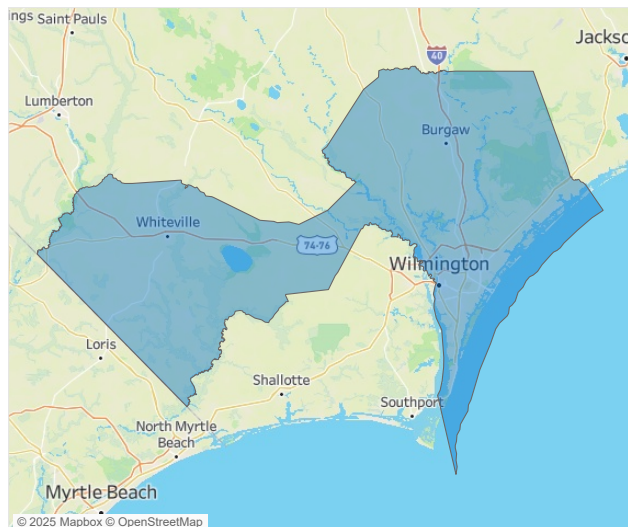 ngs
Saint Pauls
40
Jackso
Lumberton
Burgaw
Whiteville
74-76
Wilmington
Loris
Shallotte
Southport
North Myrtle
Beach
Myrtle Beach
© 2025 Mapbox © OpenStreetMap